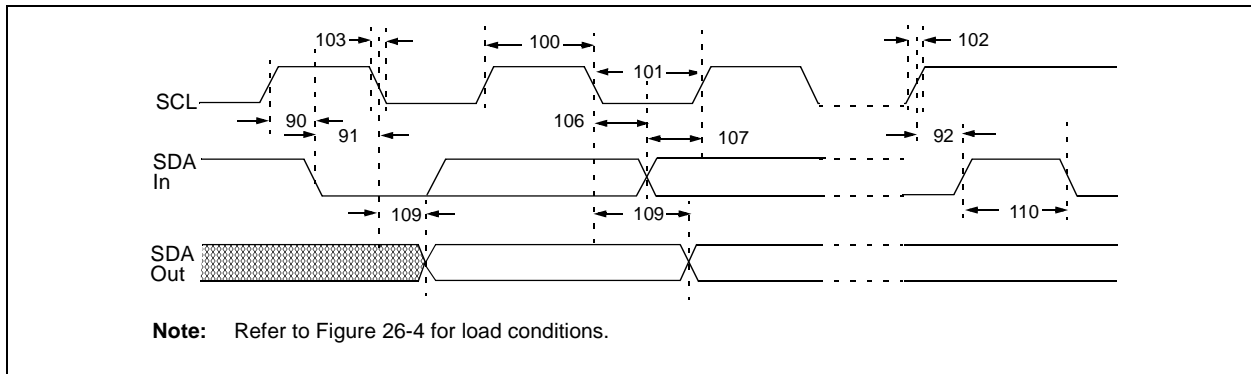 103
100
102
101
SCL
90
91
106
107
92
SDA
In
109
109
110
SDA
Out
Note: Refer to Figure 26-4 for load conditions.